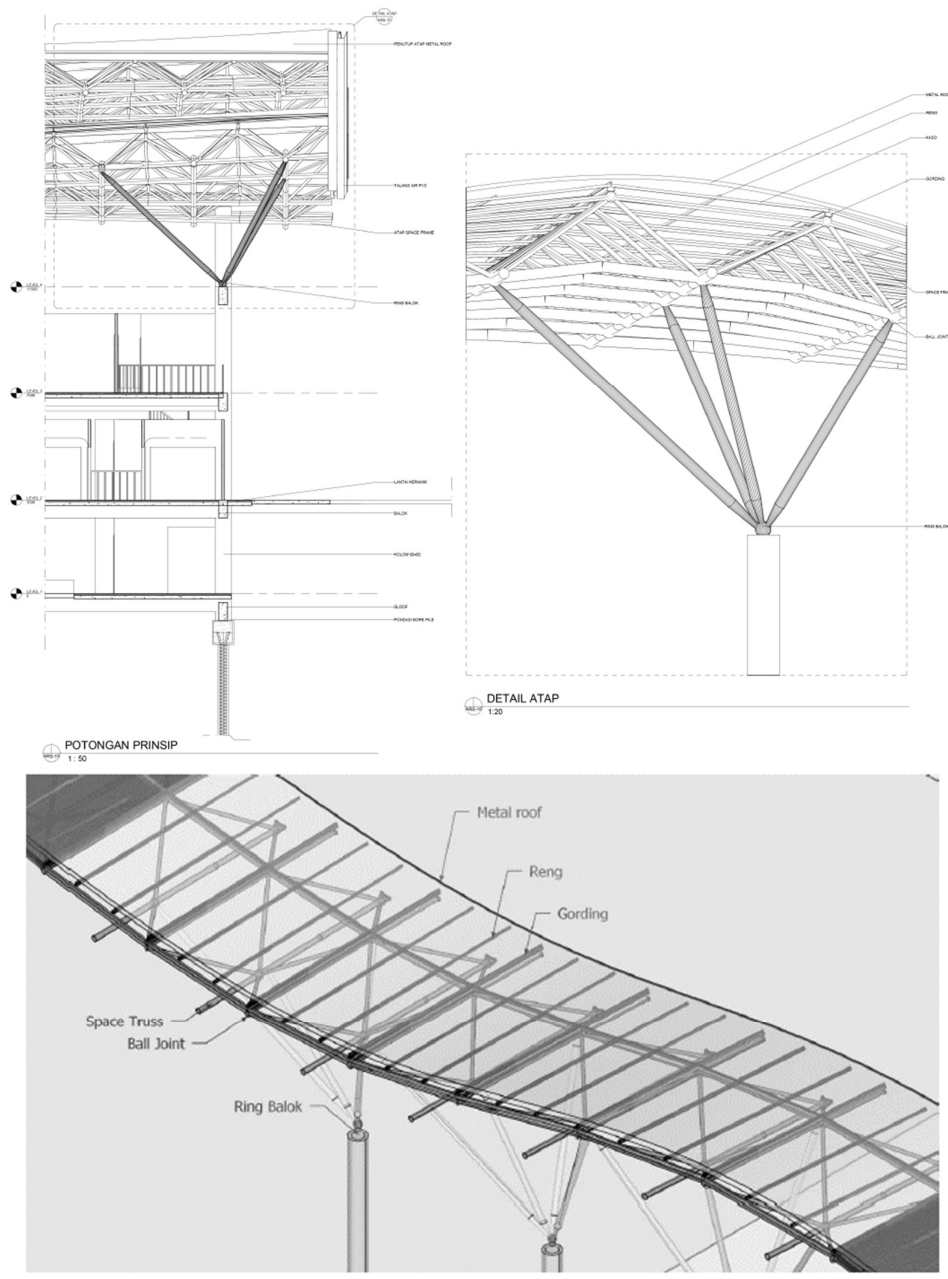 DETAIL ATAP
PENUTUP ATAP METAL ROOF
TALANG AIR PVC
ATAP SPACE FRAME
LEVEL 4
RING BALOK
LEVEL 3
LEVEL 2
LANTAI KERAMIK
BALOK
KOLOM
LEVEL 1
SLOOF
PONDASI BORE PILE
POTONGAN PRINSIP
1 : 50
METAL ROO
RENG
KASO
GORDING
SPACE FRA
BALL JOINT
RING BALOK
DETAIL ATAP
1:20
Metal roof
Reng
Gording
Space Truss
Ball Joint
Ring Balok